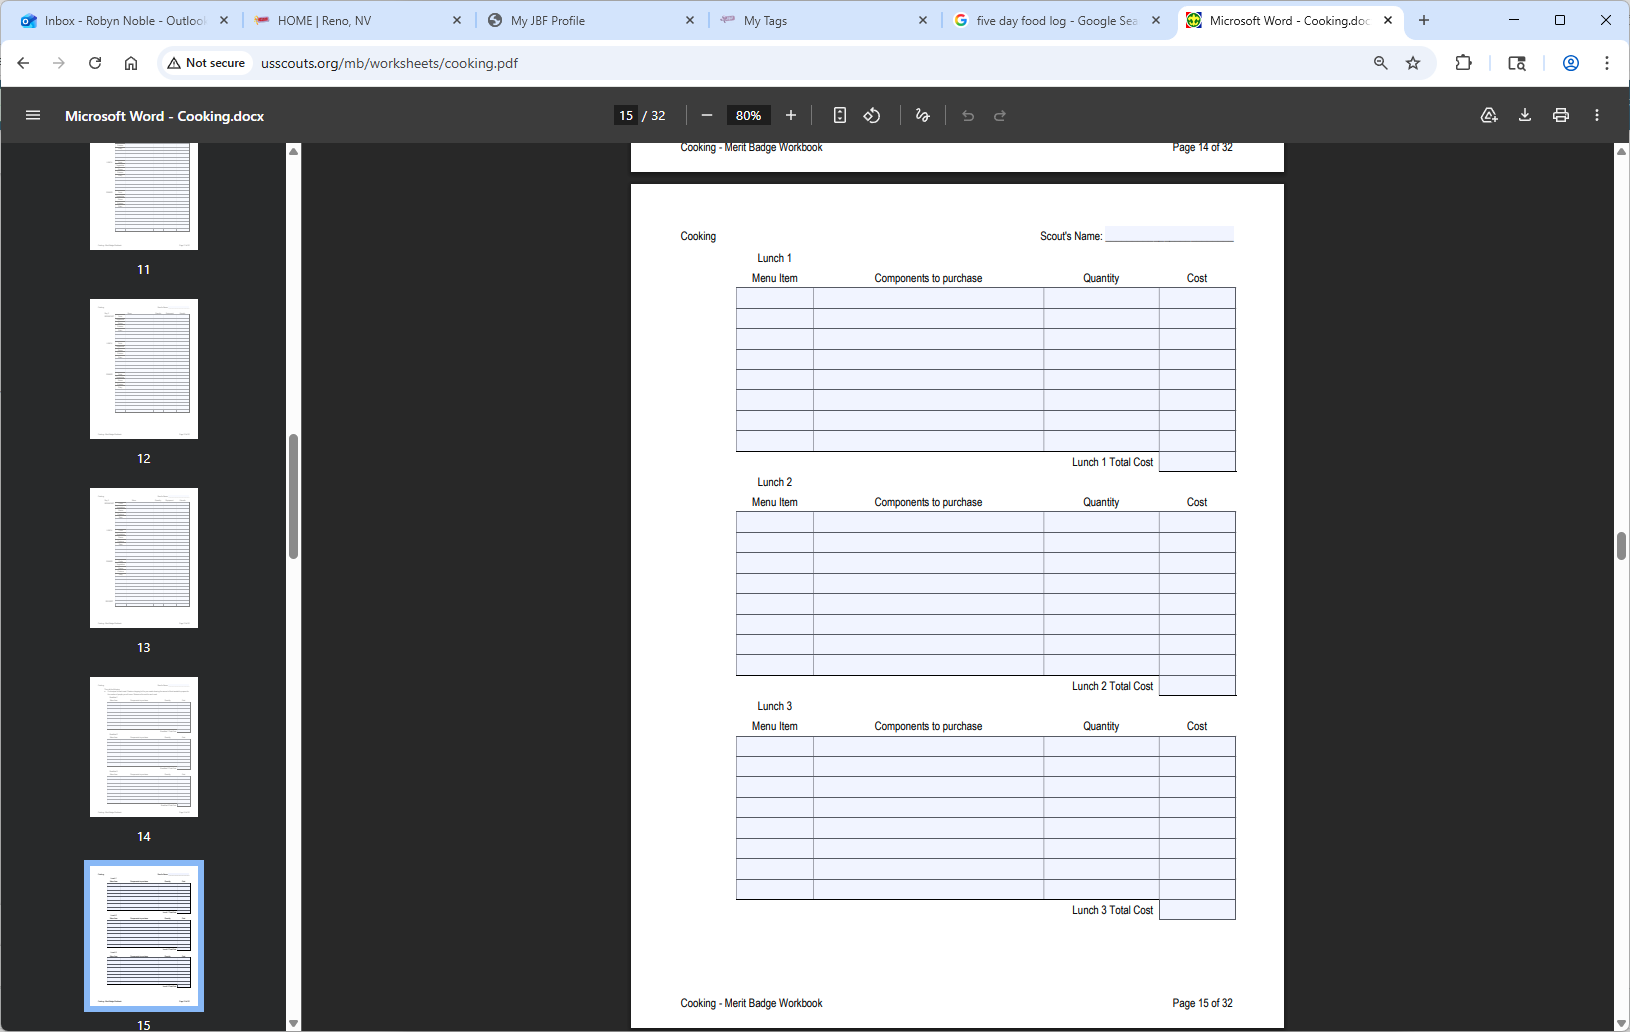 Inbox - Robyn Noble - Outlook
HOME | Reno, NV
My JBF Profile
My Tags
five day food log - Google Sea
Microsoft Word - Cooking.doc
Not secure
usscouts.org/mb/worksheets/cooking.pdf
Microsoft Word - Cooking.docx
15 / 32
80%
11
12
13
14
15
Cooking - Merit Badge Workbook
Page 14 of 32
Cooking
Scout's Name:
Lunch 1
Menu Item Components to purchase Quantity Cost
Lunch 1 Total Cost
Lunch 2
Menu Item Components to purchase Quantity Cost
Lunch 2 Total Cost
Lunch 3
Menu Item Components to purchase Quantity Cost
Lunch 3 Total Cost
Cooking - Merit Badge Workbook
Page 15 of 32